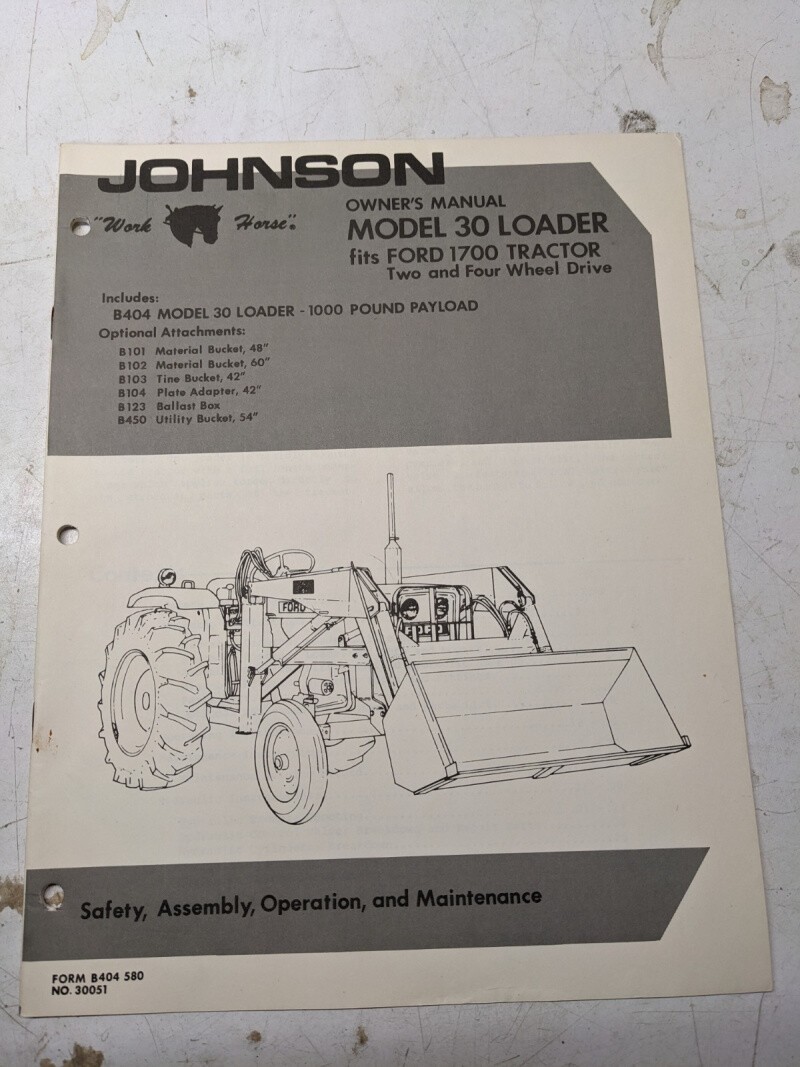 JOHNSON
"Work Horse".
OWNER'S MANUAL
MODEL 30 LOADER
fits FORD 1700 TRACTOR
Two and Four Wheel Drive
Includes:
B404 MODEL 30 LOADER - 1000 POUND PAYLOAD
Optional Attachments:
B101 Material Bucket, 48"
B102 Material Bucket, 60"
B103 Tine Bucket, 42"
B104 Plate Adapter, 42"
B123 Ballast Box
B450 Utility Bucket, 54"
FORD
FORD
Safety, Assembly, Operation, and Maintenance
FORM B404 580
NO. 30051